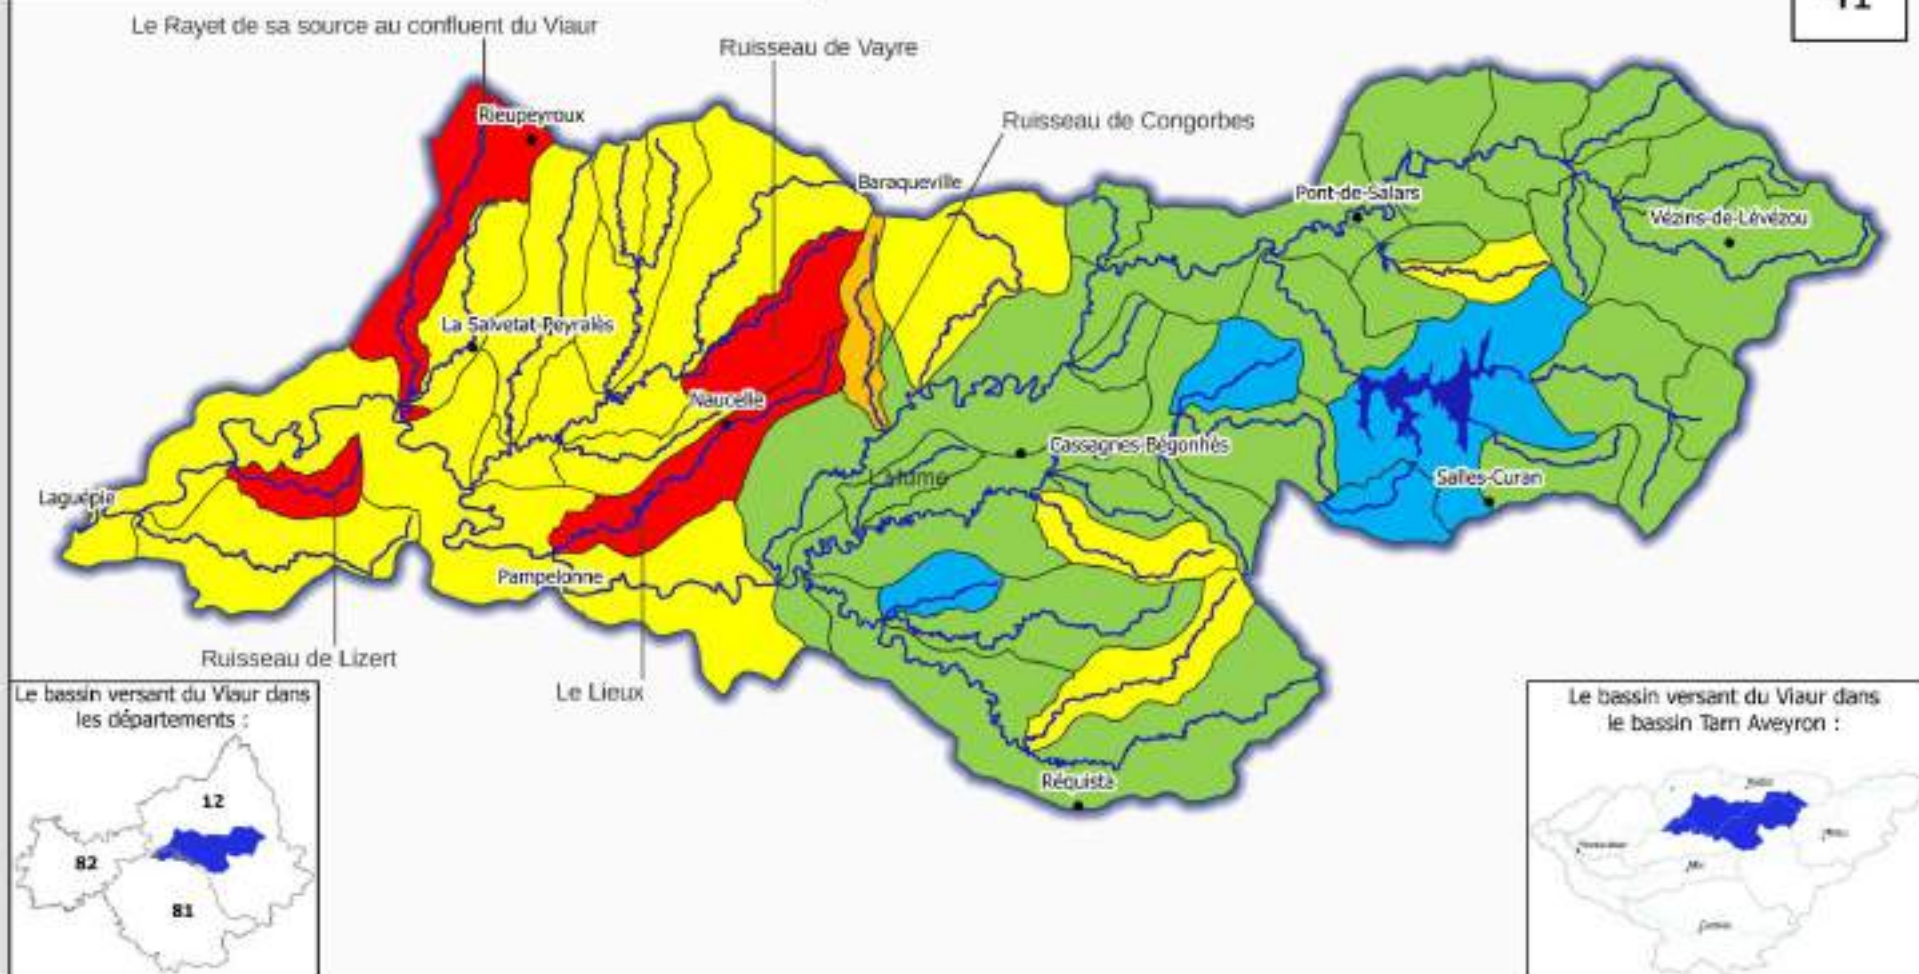 Le Rayet de sa source au confluent du Viaur
Ruisseau de Vayre
Rieupeyroux
Ruisseau de Congorbes
Baraqueville
Pont-de-Salars
Vézins-de-Lévézou
La Salvetat-Peyralès
Naucelle
Cassagnes-Bégonhès
Salles-Curan
Laguépie
Pampelonne
Ruisseau de Lizert
Le Lieux
Réquista
Le bassin versant du Viaur dans
les départements :
12
82
81
Le bassin versant du Viaur dans
le bassin Tarn Aveyron :